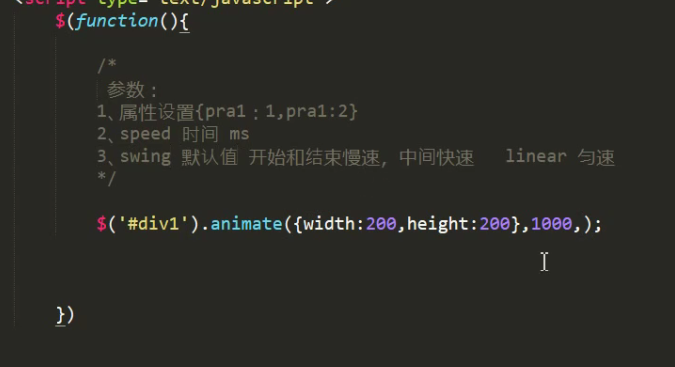 <script type="text/javascript">
$(function(){
/*
参数：
1、属性设置{pra1：1,pra1:2}
2、speed 时间 ms
3、swing 默认值 开始和结束慢速，中间快速 linear 匀速
*/
$('#div1').animate({width:200,height:200},1000,);
})